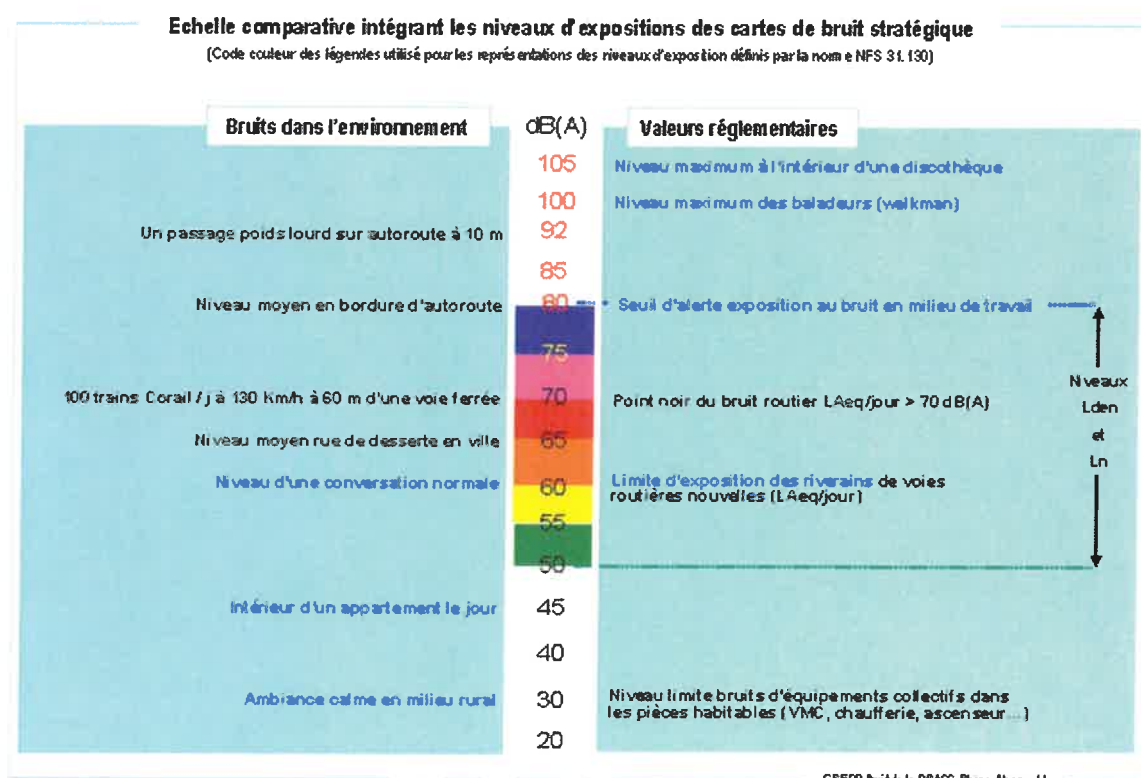 Echelle comparative intégrant les niveaux d'expositions des cartes de bruit stratégique
(Code couleur des légendes utilisé pour les représentations des niveaux d'expostion définis par la norme NFS 31.130)
Bruits dans l'environnement
dB(A)
Valeurs réglementaires
105
Niveau maximum à l'intérieur d'une discothèque
100
Niveau maximum des baladeurs (walkman)
Un passage poids lourd sur autoroute à 10 m
92
85
Niveau moyen en bordure d'autoroute
80
Seuil d'alerte exposition au bruit en milieu de travail
75
Niveaux
Lden
et
Ln
100 trains Corail / j à 130 Km/h à 60 m d'une voie ferrée
70
Point noir du bruit routier LAeq/jour > 70 dB(A)
Niveau moyen rue de desserte en ville
65
Niveau d'une conversation normale
60
Limite d'exposition des riverains de voies
routières nouvelles (LAeq/jour)
55
50
Intérieur d'un appartement le jour
45
40
Ambiance calme en milieu rural
30
Niveau limite bruits d'équipements collectifs dans
les pièces habitables (VMC, chaufferie, ascenseur...)
20